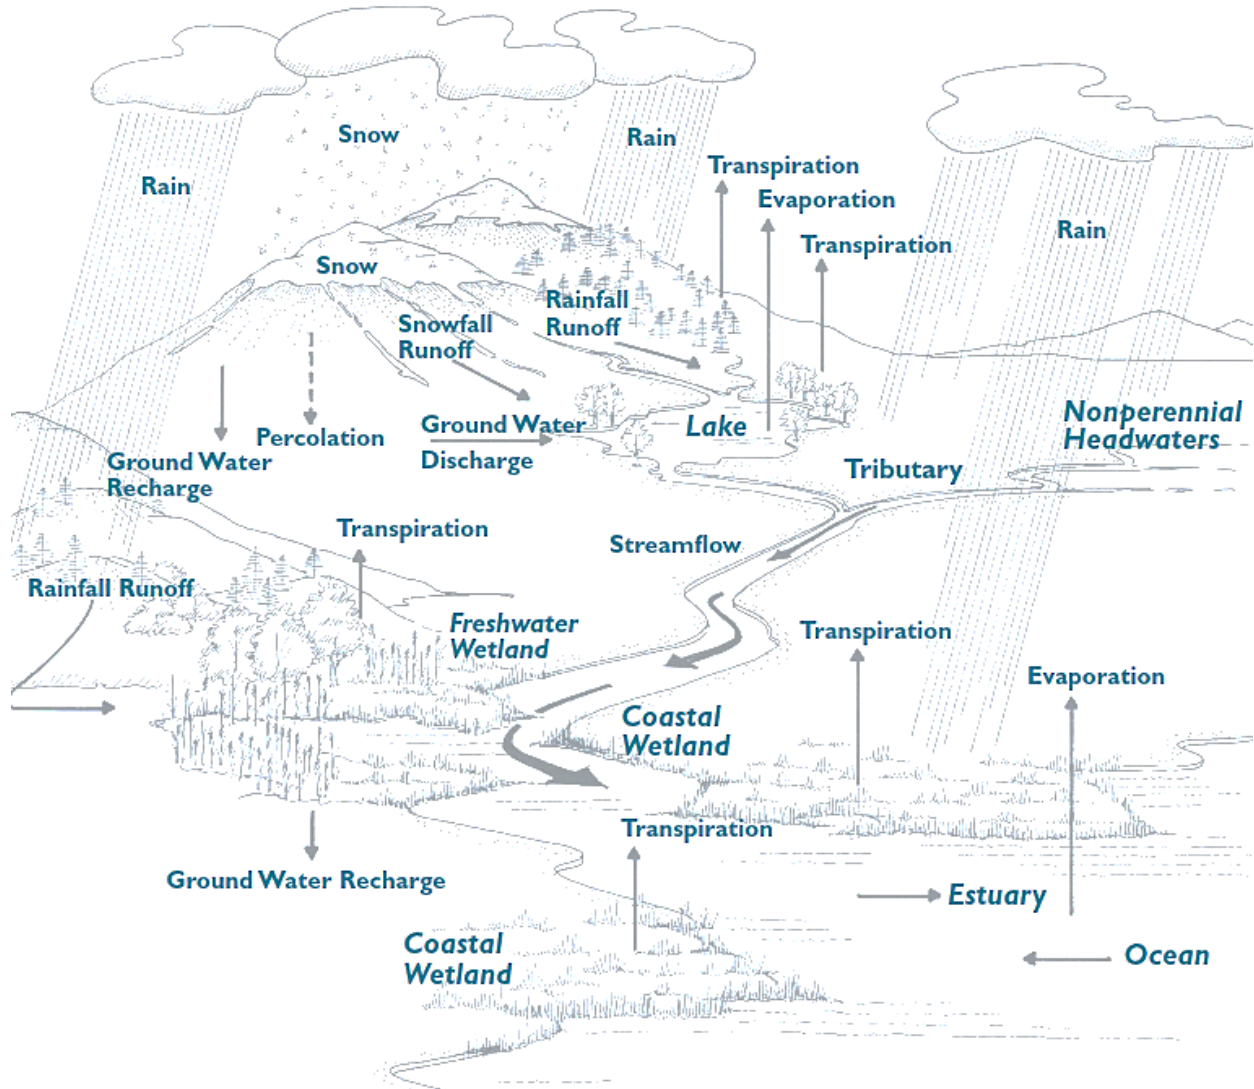 Snow
Rain
Rain
Transpiration
Evaporation
Transpiration
Rain
Snow
Rainfall
Runoff
Snowfall
Runoff
Nonperennial
Headwaters
Ground Water
Discharge
Lake
Percolation
Ground Water
Recharge
Tributary
Transpiration
Streamflow
Rainfall Runoff
Freshwater
Wetland
Transpiration
Evaporation
Coastal
Wetland
Transpiration
Ground Water Recharge
Estuary
Coastal
Wetland
Ocean